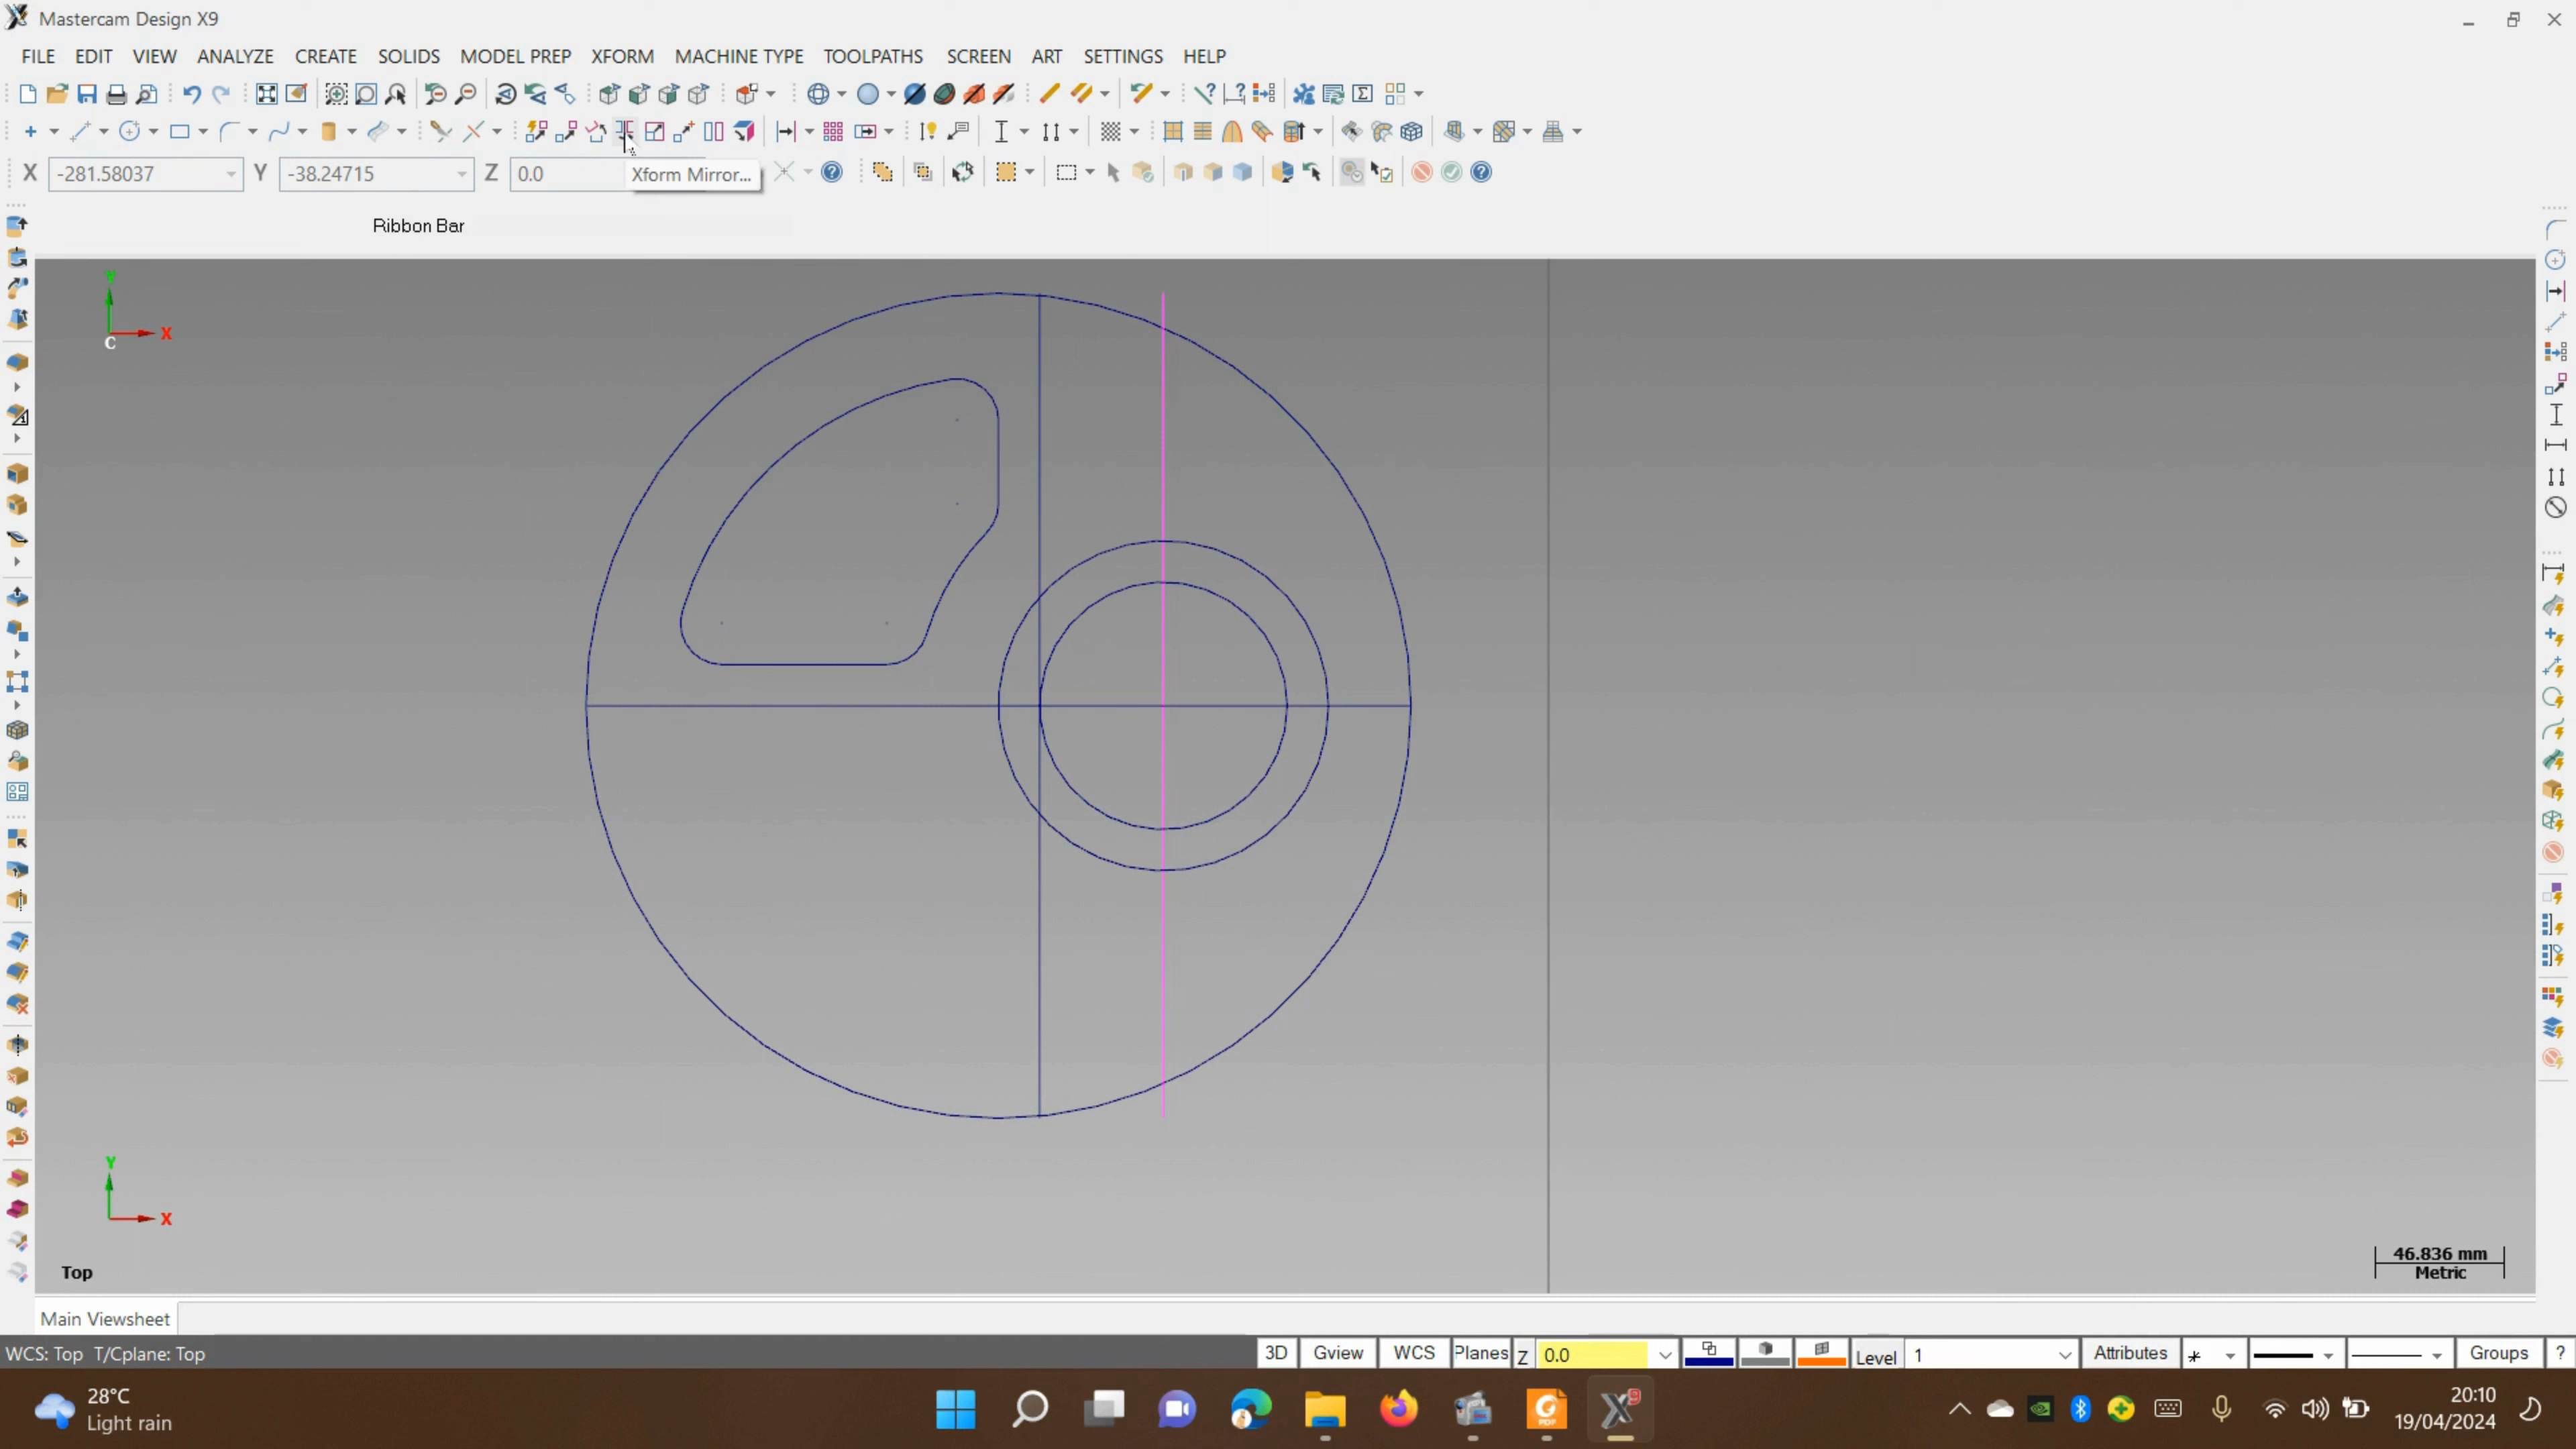 Mastercam Design X9
FILE EDIT VIEW ANALYZE CREATE SOLIDS MODEL PREP XFORM MACHINE TYPE TOOLPATHS SCREEN ART SETTINGS HELP
X -281.58037 Y -38.24715 Z 0.0
Xform Mirror...
Ribbon Bar
Y
X
C
Y
X
Top
46.836 mm
Metric
Main Viewsheet
WCS: Top T/Cplane: Top 3D Gview WCS Planes Z 0.0 Level 1 Attributes Groups ?
28°C
Light rain
20:10
19/04/2024